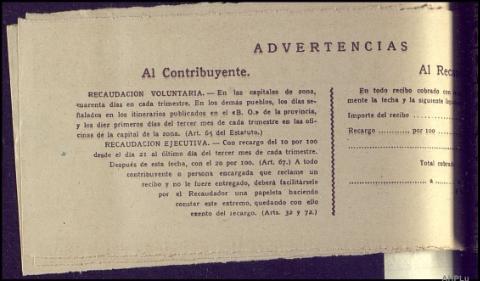 ADVERTENCIAS
Al Contribuyente.
RECAUDACION VOLUNTARIA. — En las capitales de zona,
cuarenta días en cada trimestre. En los demás pueblos, los días se-
ñalados en los itinerarios publicados en el «B. O.» de la provincia,
y los diez primeros días del tercer mes de cada trimestre en las ofi-
cinas de la capital de la zona. (Art. 65 del Estatuto.)
RECAUDACION EJECUTIVA. — Con recargo del 10 por 100
desde el día 21 al último día del tercer mes de cada trimestre.
Después de esta fecha, con el 20 por 100. (Art. 67.) A todo
contribuyente o persona encargada que reclame un
recibo y no le fuere entregado, deberá facilitársele
por el Recaudador una papeleta haciendo
constar este extremo, quedando con ello
exento del recargo. (Arts. 32 y 72.)
Al Rec
En todo recibo cobrado con
mente la fecha y la siguiente
Importe del recibo
Recargo por 100
Total cobra
a
AHPLu